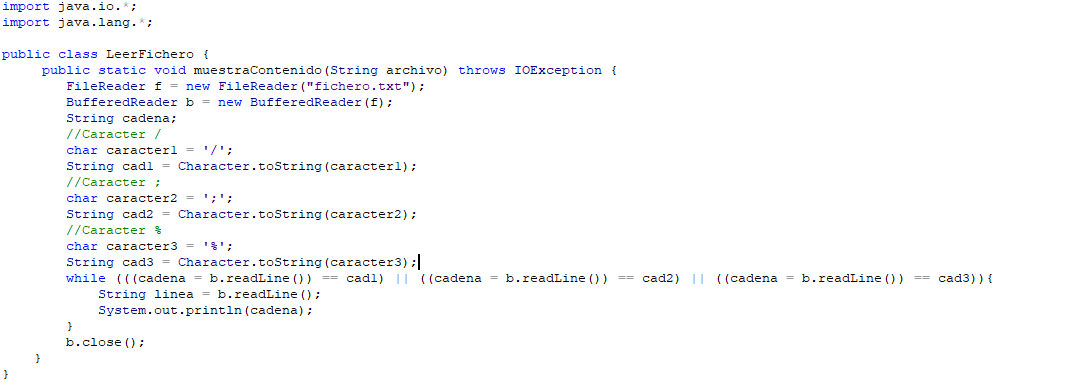 import java.io.*;
import java.lang.*;
public class LeerFichero {
public static void muestraContenido(String archivo) throws IOException {
FileReader f = new FileReader("fichero.txt");
BufferedReader b = new BufferedReader(f);
String cadena;
//Caracter /
char caracter1 = '/';
String cad1 = Character.toString(caracter1);
//Caracter ;
char caracter2 = ';';
String cad2 = Character.toString(caracter2);
//Caracter %
char caracter3 = '%';
String cad3 = Character.toString(caracter3);
while (((cadena = b.readLine()) == cad1) || ((cadena = b.readLine()) == cad2) || ((cadena = b.readLine()) == cad3)){
String linea = b.readLine();
System.out.println(cadena);
}
b.close();
}
}